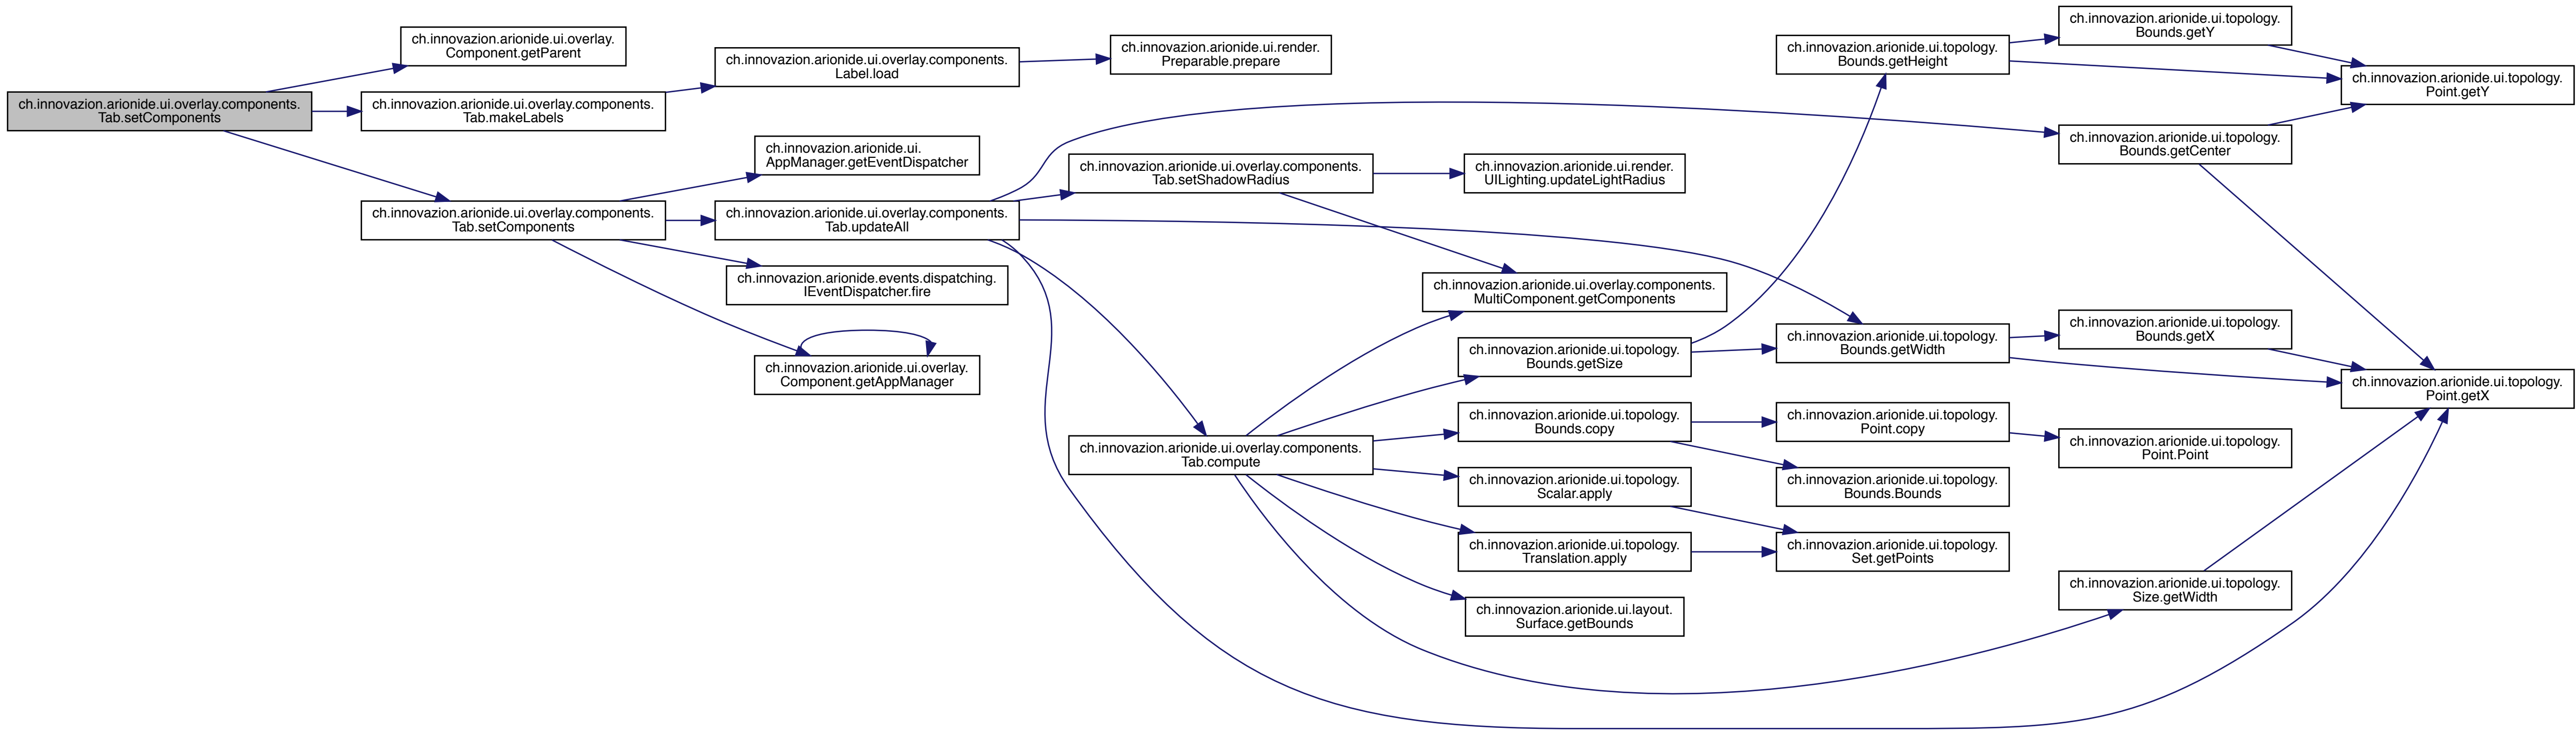 ch.innovazion.arionide.ui.overlay.components.
Tab.setComponents
ch.innovazion.arionide.ui.overlay.
Component.getParent
ch.innovazion.arionide.ui.overlay.components.
Tab.makeLabels
ch.innovazion.arionide.ui.overlay.components.
Tab.setComponents
ch.innovazion.arionide.ui.overlay.components.
Label.load
ch.innovazion.arionide.ui.
AppManager.getEventDispatcher
ch.innovazion.arionide.ui.overlay.components.
Tab.updateAll
ch.innovazion.arionide.events.dispatching.
IEventDispatcher.fire
ch.innovazion.arionide.ui.overlay.
Component.getAppManager
ch.innovazion.arionide.ui.render.
Preparable.prepare
ch.innovazion.arionide.ui.overlay.components.
Tab.setShadowRadius
ch.innovazion.arionide.ui.overlay.components.
Tab.compute
ch.innovazion.arionide.ui.render.
UILighting.updateLightRadius
ch.innovazion.arionide.ui.overlay.components.
MultiComponent.getComponents
ch.innovazion.arionide.ui.topology.
Bounds.getSize
ch.innovazion.arionide.ui.topology.
Bounds.copy
ch.innovazion.arionide.ui.topology.
Scalar.apply
ch.innovazion.arionide.ui.topology.
Translation.apply
ch.innovazion.arionide.ui.layout.
Surface.getBounds
ch.innovazion.arionide.ui.topology.
Bounds.getHeight
ch.innovazion.arionide.ui.topology.
Bounds.getWidth
ch.innovazion.arionide.ui.topology.
Point.copy
ch.innovazion.arionide.ui.topology.
Bounds.Bounds
ch.innovazion.arionide.ui.topology.
Set.getPoints
ch.innovazion.arionide.ui.topology.
Bounds.getY
ch.innovazion.arionide.ui.topology.
Bounds.getCenter
ch.innovazion.arionide.ui.topology.
Bounds.getX
ch.innovazion.arionide.ui.topology.
Point.Point
ch.innovazion.arionide.ui.topology.
Size.getWidth
ch.innovazion.arionide.ui.topology.
Point.getY
ch.innovazion.arionide.ui.topology.
Point.getX